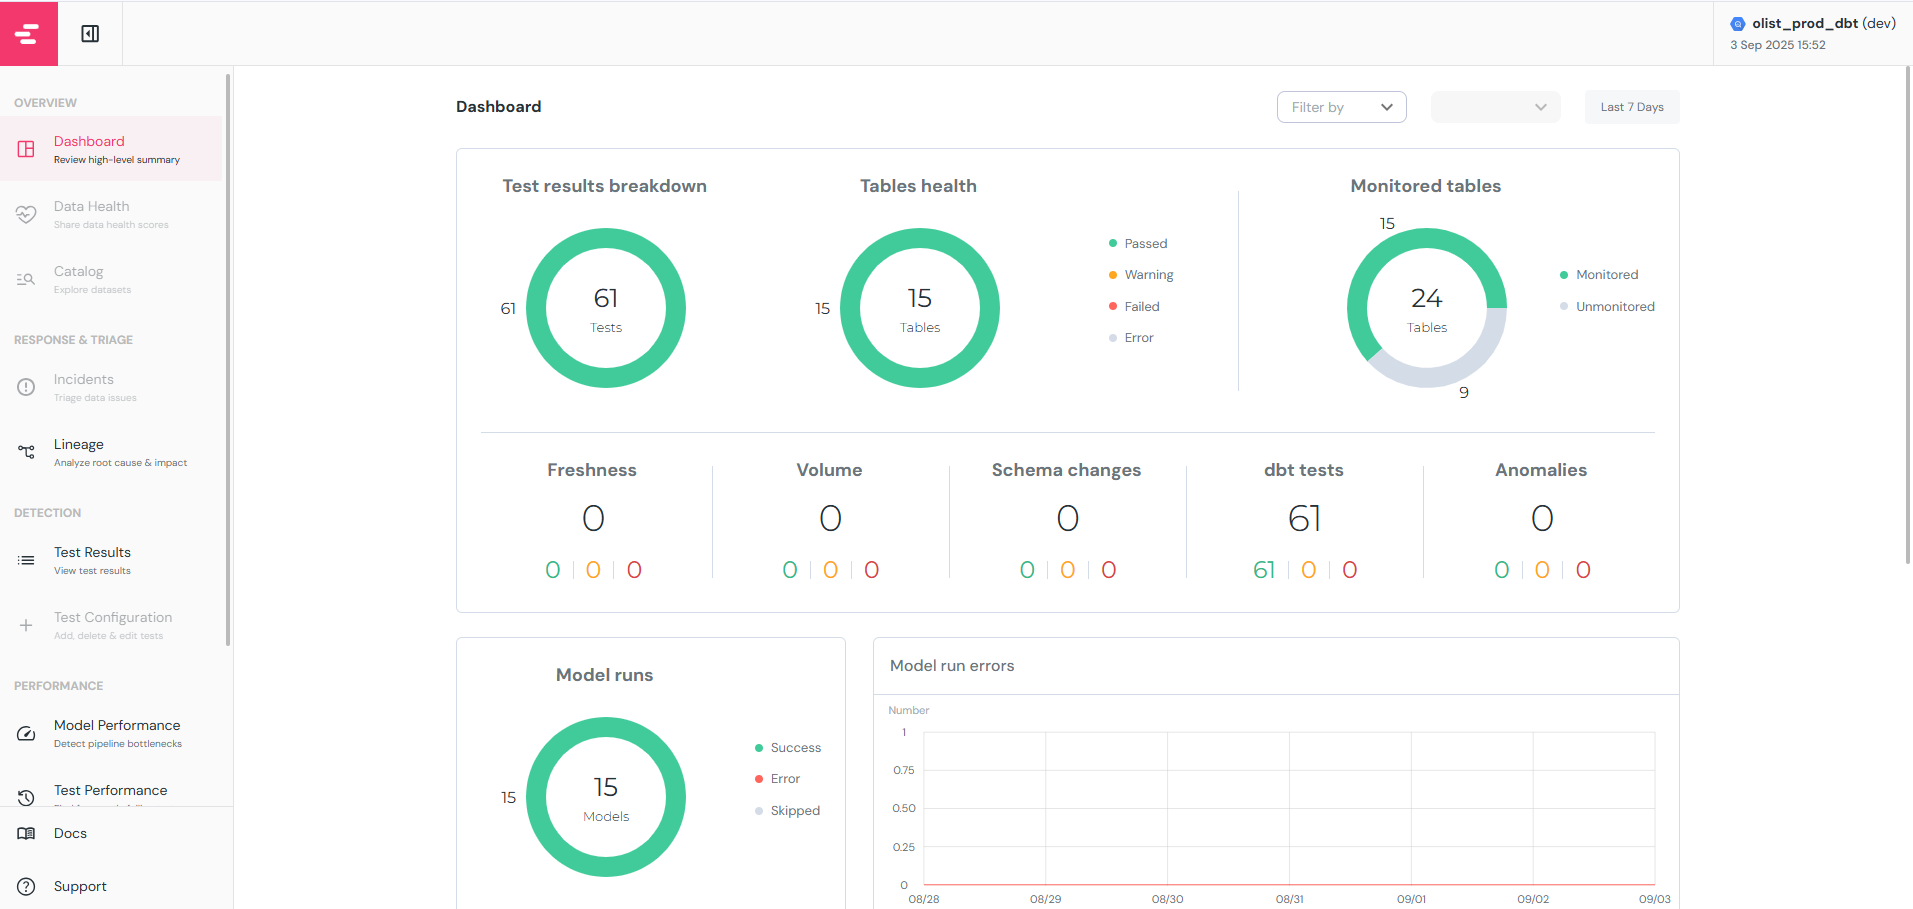 olist_prod_dbt (dev)
3 Sep 2025 15:52
OVERVIEW
Dashboard
Review high-level summary
Data Health
Share data health scores
Catalog
Explore datasets
RESPONSE & TRIAGE
Incidents
Triage data issues
Lineage
Analyze root cause & impact
DETECTION
Test Results
View test results
Test Configuration
Add, delete & edit tests
PERFORMANCE
Model Performance
Detect pipeline bottlenecks
Test Performance
Docs
Support
Dashboard
Filter by
Last 7 Days
Test results breakdown
61
61
Tests
Tables health
15
15
Tables
Passed
Warning
Failed
Error
Monitored tables
15
24
Tables
9
Monitored
Unmonitored
Freshness
0
0 0 0
Volume
0
0 0 0
Schema changes
0
0 0 0
dbt tests
61
61 0 0
Anomalies
0
0 0 0
Model runs
15
15
Models
Success
Error
Skipped
Model run errors
Number
1
0.75
0.50
0.25
0
08/28 08/29 08/30 08/31 09/01 09/02 09/03